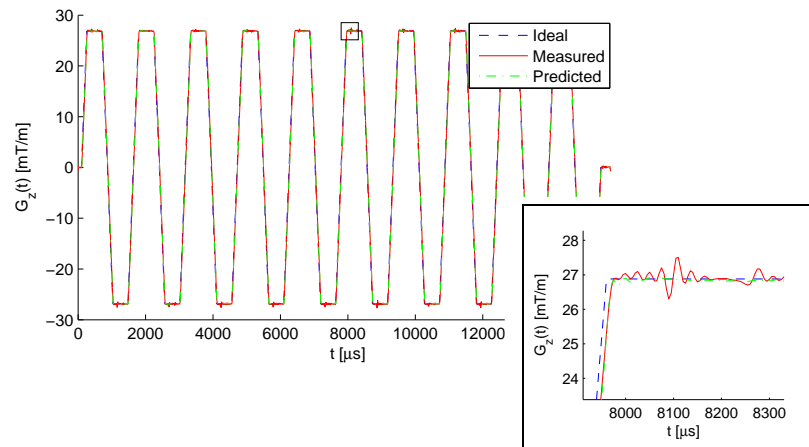 30
20
10
0
−10
−20
−30
0 2000 4000 6000 8000 10000 12000
t [μs]
G_z(t) [mT/m]
Ideal
Measured
Predicted
28
27
26
25
24
8000 8100 8200 8300
t [μs]
G_z(t) [mT/m]